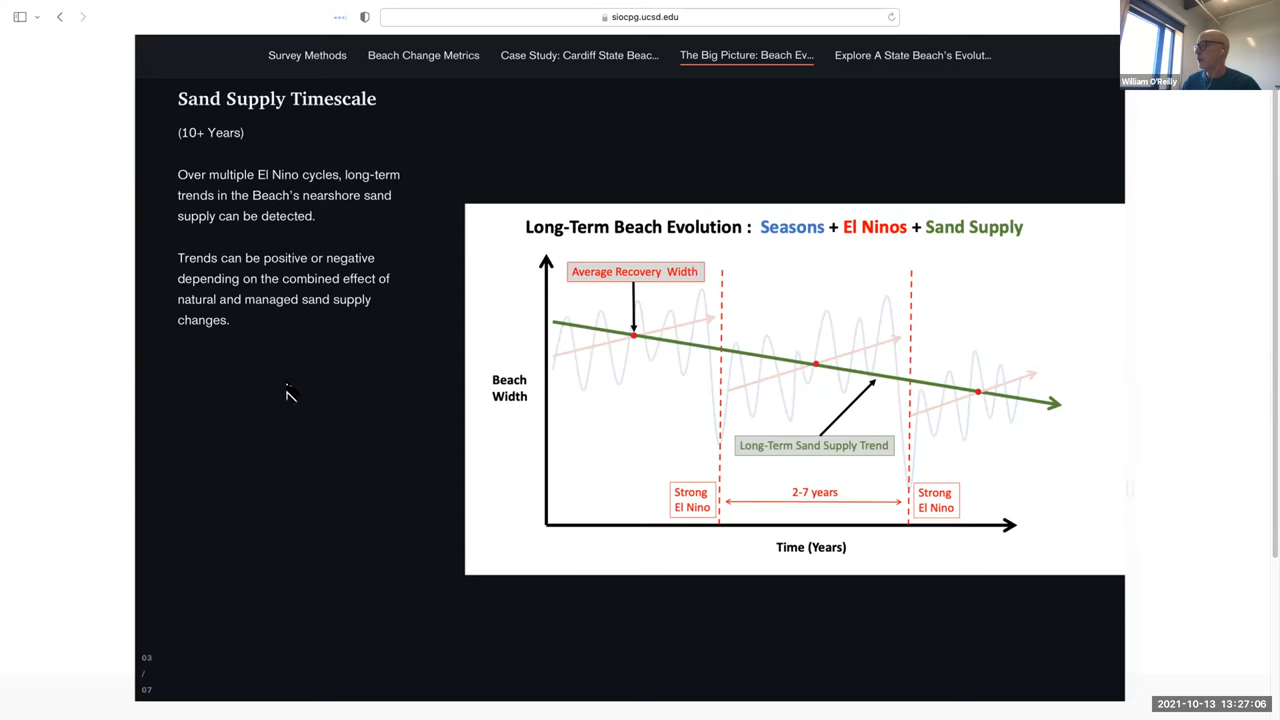 siocpg.ucsd.edu
Survey Methods
Beach Change Metrics
Case Study: Cardiff State Beac...
The Big Picture: Beach Ev...
Explore A State Beach's Evolut...
William O'Reilly
Sand Supply Timescale
(10+ Years)
Over multiple El Nino cycles, long-term
trends in the Beach's nearshore sand
supply can be detected.
Trends can be positive or negative
depending on the combined effect of
natural and managed sand supply
changes.
Long-Term Beach Evolution : Seasons + El Ninos + Sand Supply
Average Recovery Width
Beach
Width
Long-Term Sand Supply Trend
Strong
El Nino
2-7 years
Strong
El Nino
Time (Years)
03
/
07
2021-10-13 13:27:06